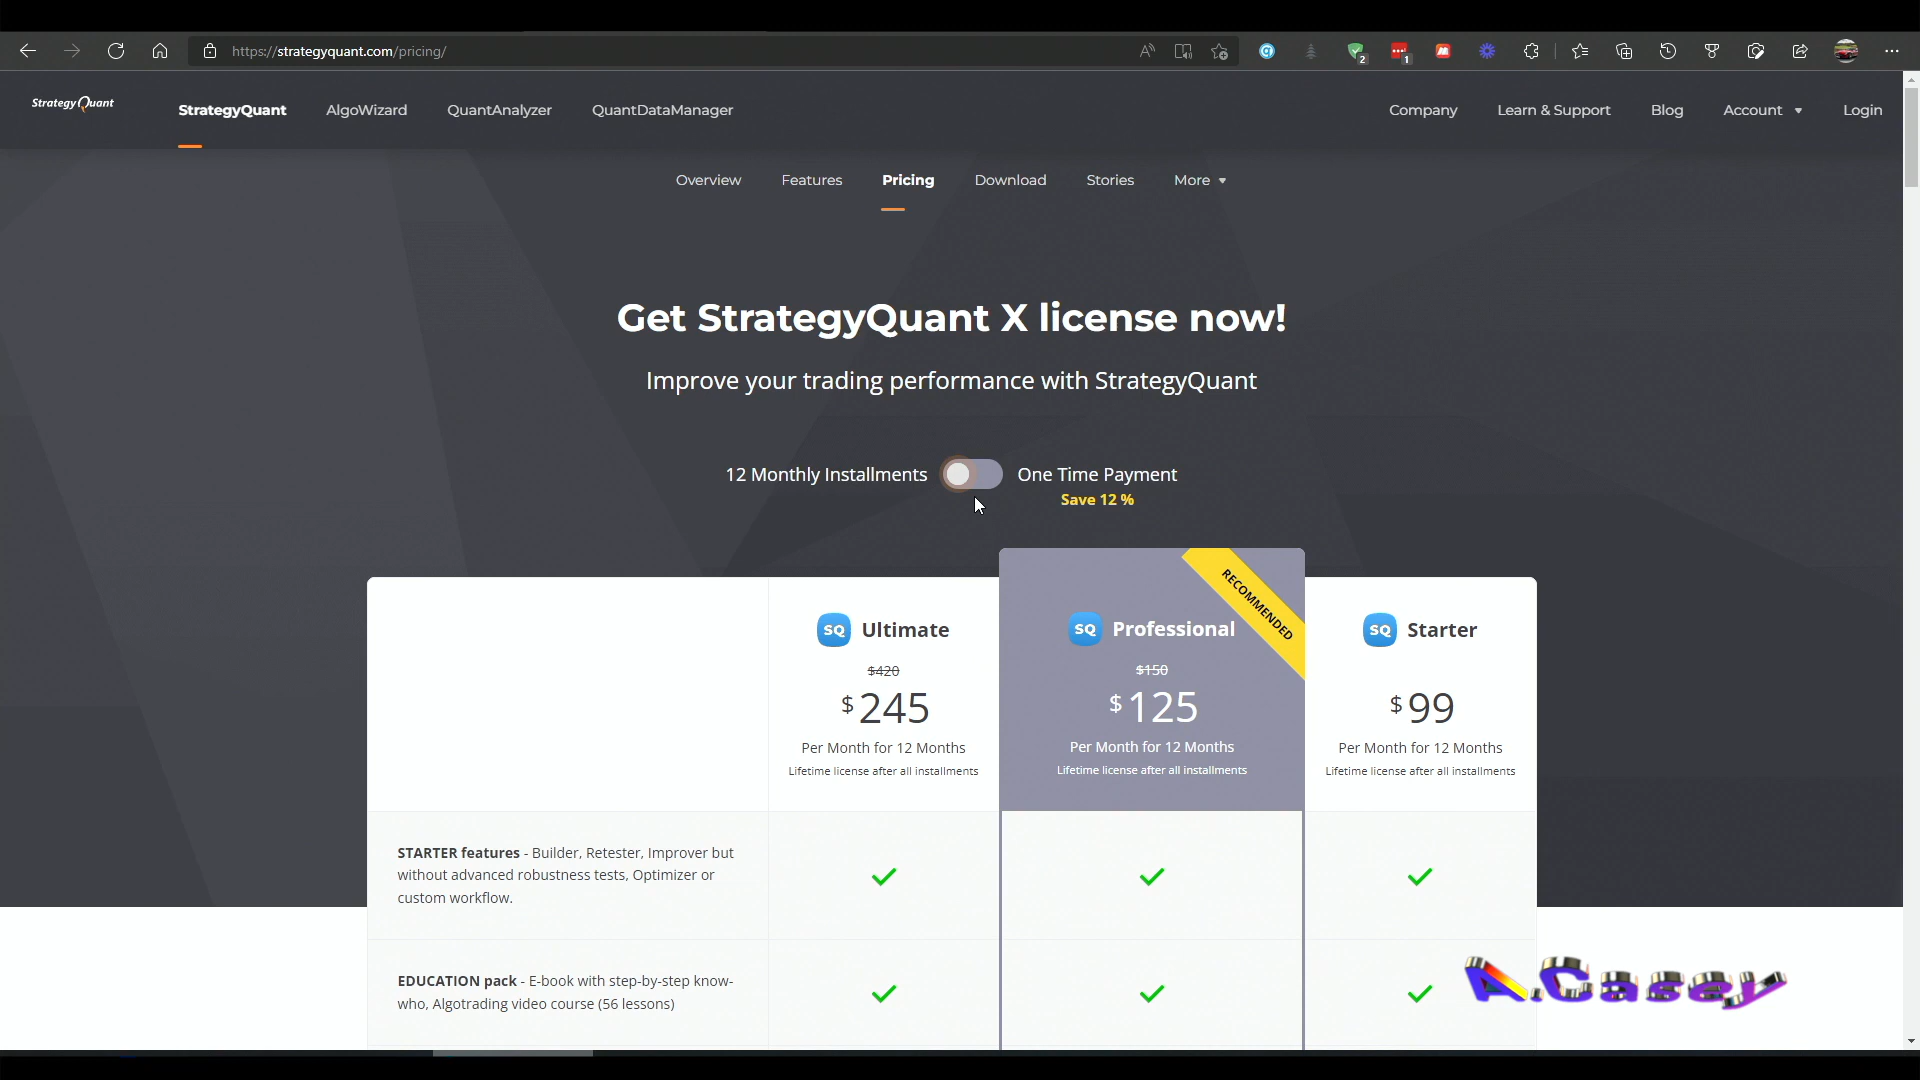 https://strategyquant.com/pricing/
2
1
StrategyQuant
StrategyQuant
AlgoWizard
QuantAnalyzer
QuantDataManager
Company
Learn & Support
Blog
Account
Login
Overview
Features
Pricing
Download
Stories
More
Get StrategyQuant X license now!
Improve your trading performance with StrategyQuant
12 Monthly Installments
One Time Payment
Save 12 %
RECOMMENDED
SQ Ultimate
$420
$245
Per Month for 12 Months
Lifetime license after all installments
SQ Professional
$150
$125
Per Month for 12 Months
Lifetime license after all installments
SQ Starter
$99
Per Month for 12 Months
Lifetime license after all installments
STARTER features - Builder, Retester, Improver but
without advanced robustness tests, Optimizer or
custom workflow.
EDUCATION pack - E-book with step-by-step know-
who, Algotrading video course (56 lessons)
A.Casey